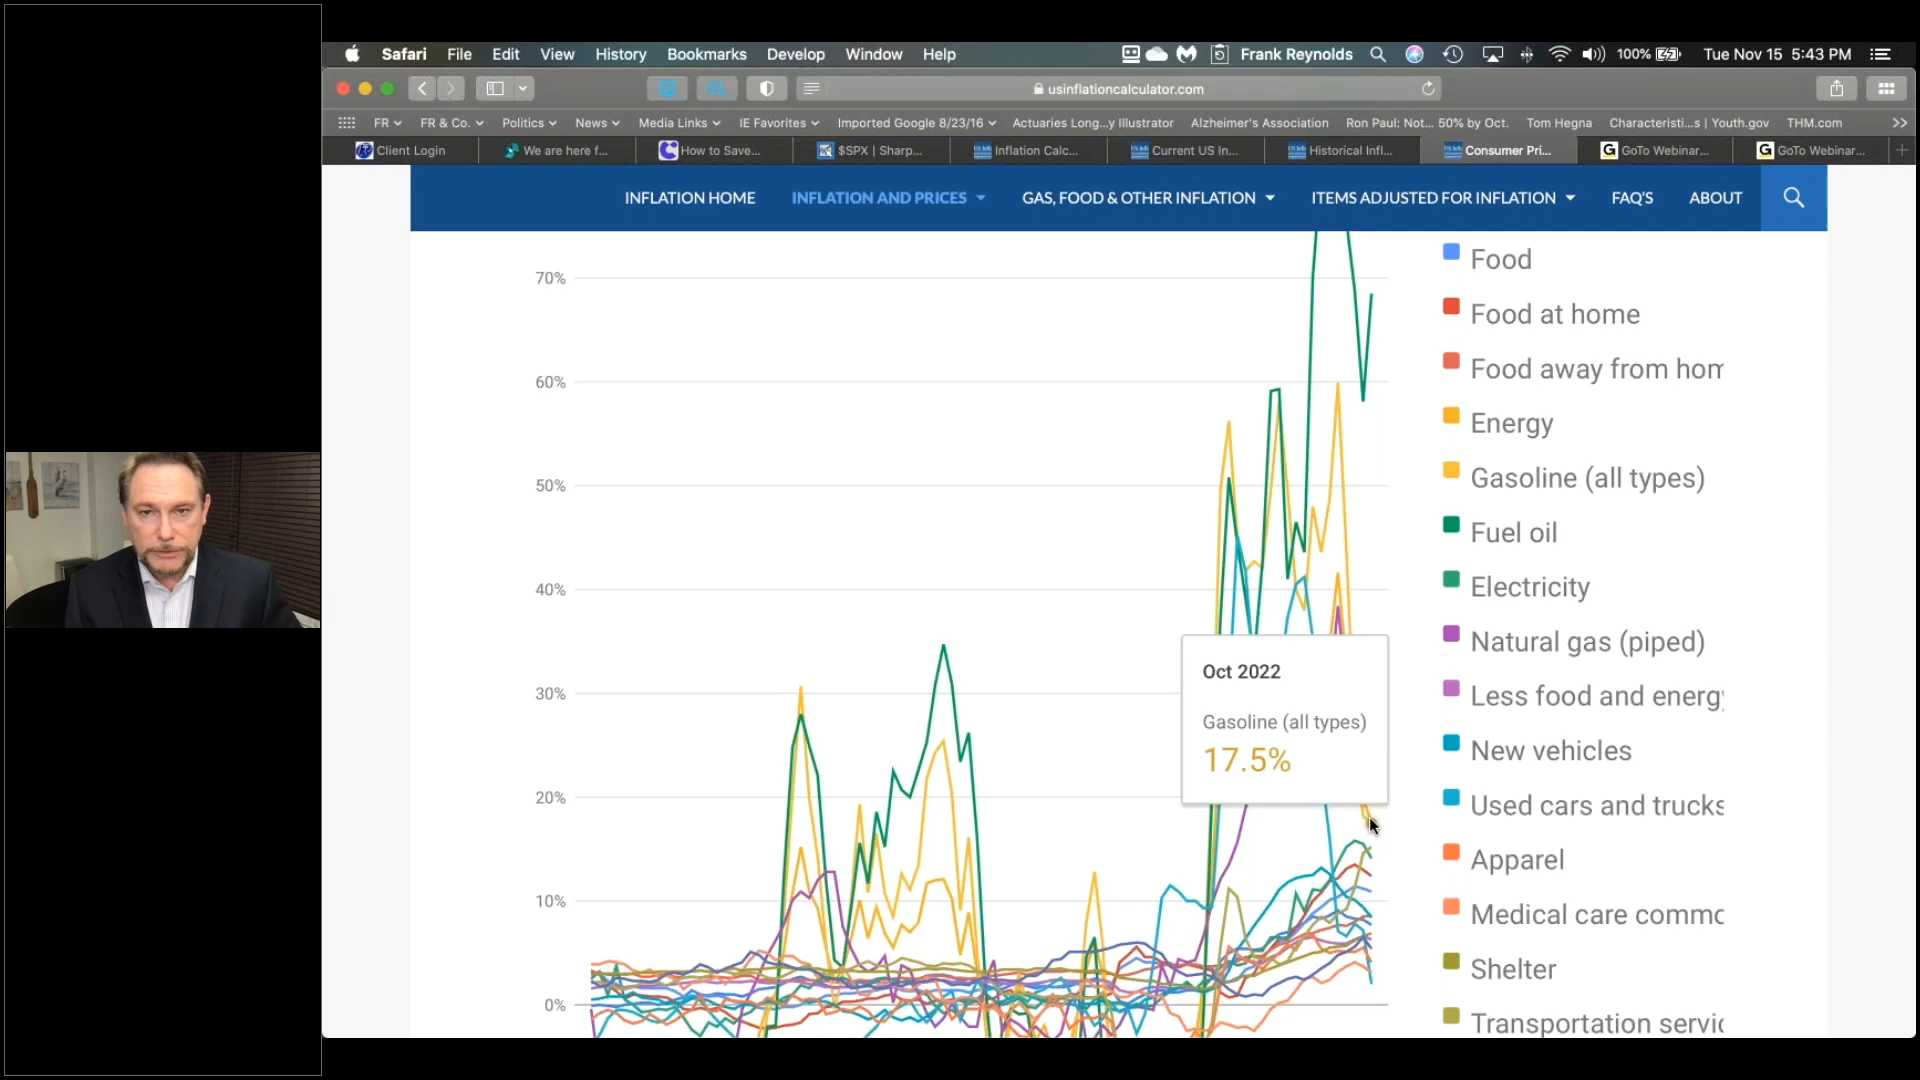 Safari File Edit View History Bookmarks Develop Window Help Frank Reynolds 100% Tue Nov 15 5:43 PM
usinflationcalculator.com
FR FR & Co. Politics News Media Links IE Favorites Imported Google 8/23/16 Actuaries Long...y Illustrator Alzheimer's Association Ron Paul: Not... 50% by Oct. Tom Hegna Characteristi...s | Youth.gov THM.com >>
Client Login We are here f... How to Save... $SPX | Sharp... Inflation Calc... Current US In... Historical Infl... Consumer Pri... G GoTo Webinar... G GoTo Webinar...
INFLATION HOME INFLATION AND PRICES GAS, FOOD & OTHER INFLATION ITEMS ADJUSTED FOR INFLATION FAQ'S ABOUT
70%
60%
50%
40%
30%
20%
10%
0%
Oct 2022
Gasoline (all types)
17.5%
Food
Food at home
Food away from hom
Energy
Gasoline (all types)
Fuel oil
Electricity
Natural gas (piped)
Less food and energy
New vehicles
Used cars and trucks
Apparel
Medical care commo
Shelter
Transportation servic